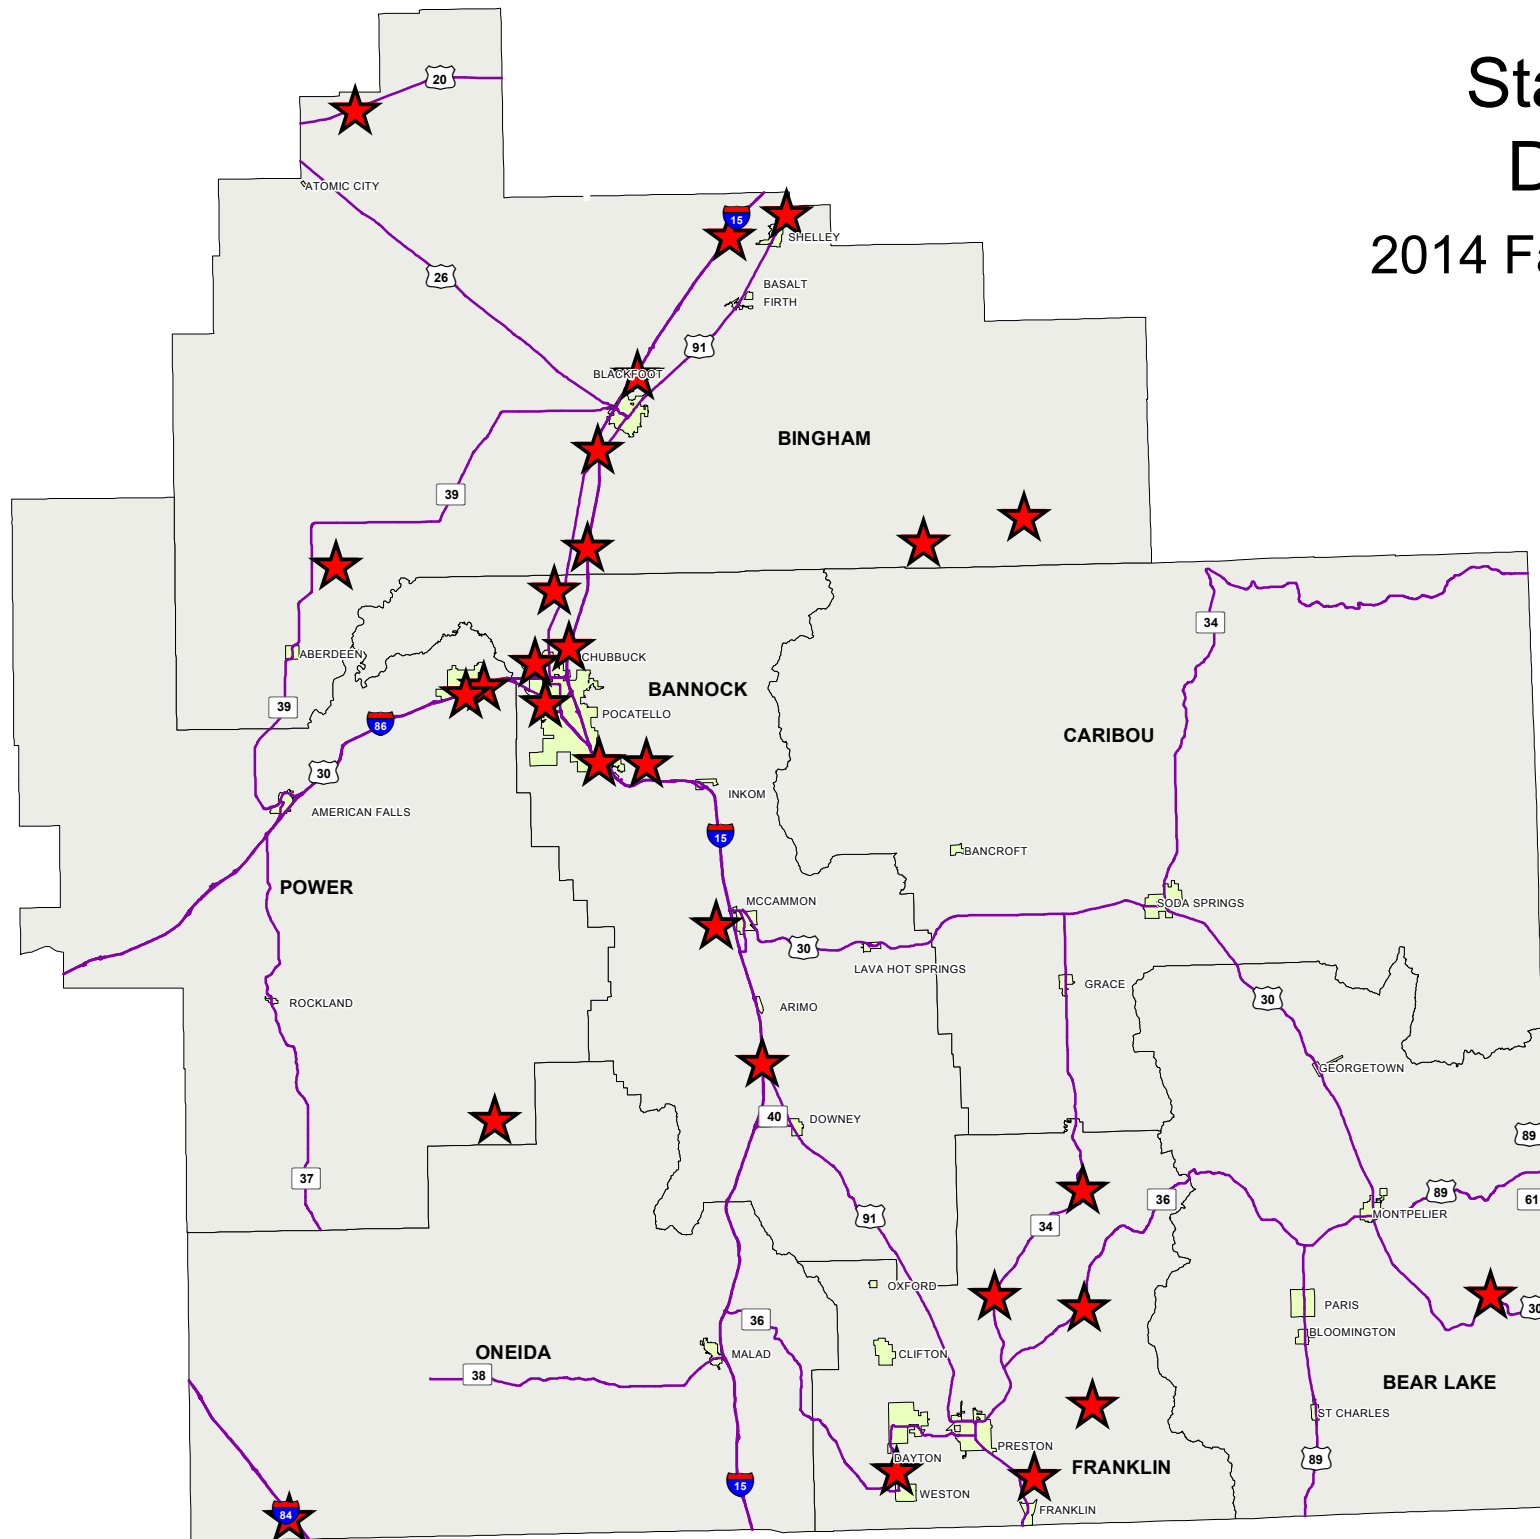 Sta
D
2014 Fa
20
ATOMIC CITY
15
SHELLEY
26
BASALT
FIRTH
91
BLACKFOOT
BINGHAM
39
34
ABERDEEN
CHUBBUCK
BANNOCK
39
POCATELLO
86
CARIBOU
30
INKOM
AMERICAN FALLS
15
BANCROFT
POWER
MCCAMMON
SODA SPRINGS
30
LAVA HOT SPRINGS
GRACE
ROCKLAND
ARIMO
30
GEORGETOWN
40
DOWNEY
89
37
36
89
61
91
34
MONTPELIER
OXFORD
PARIS
30
36
BLOOMINGTON
ONEIDA
MALAD
CLIFTON
38
BEAR LAKE
ST CHARLES
PRESTON
DAYTON
FRANKLIN
89
15
WESTON
FRANKLIN
84